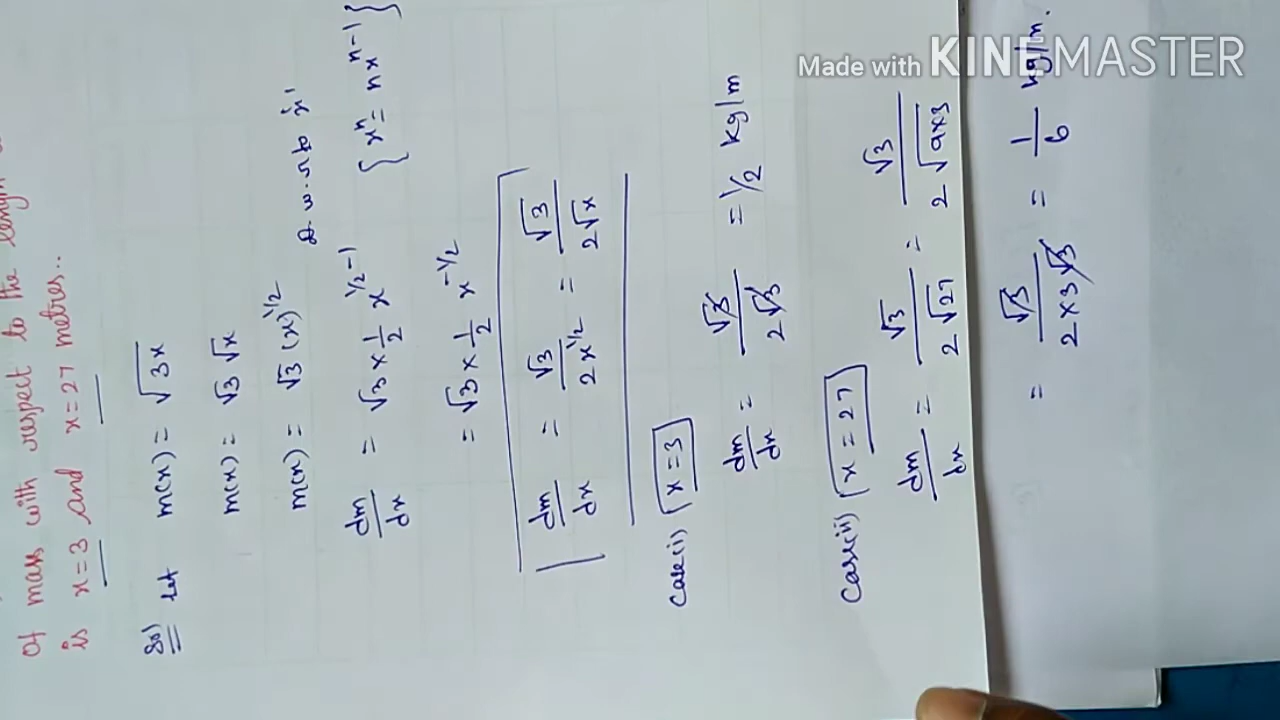 of mass with respect to the length
is x=3 and x=27 metres..
Sol let m(x) = √3x
m(x) = √3 √x
m(x) = √3 (x)^1/2
D.w.r.to 'x'
dm/dx = √3 × 1/2 x^1/2-1 {x^n = nx^n-1}
= √3 × 1/2 x^-1/2
dm/dx = √3/2x^1/2 = √3/2√x
Case(i) x=3
dm/dx = √3/2√3 = 1/2 kg/m
Case(ii) x=27
dm/dx = √3/2√27 = √3/2√9×3
= √3/2×3√3 = 1/6 kg/m.
Made with KINEMASTER